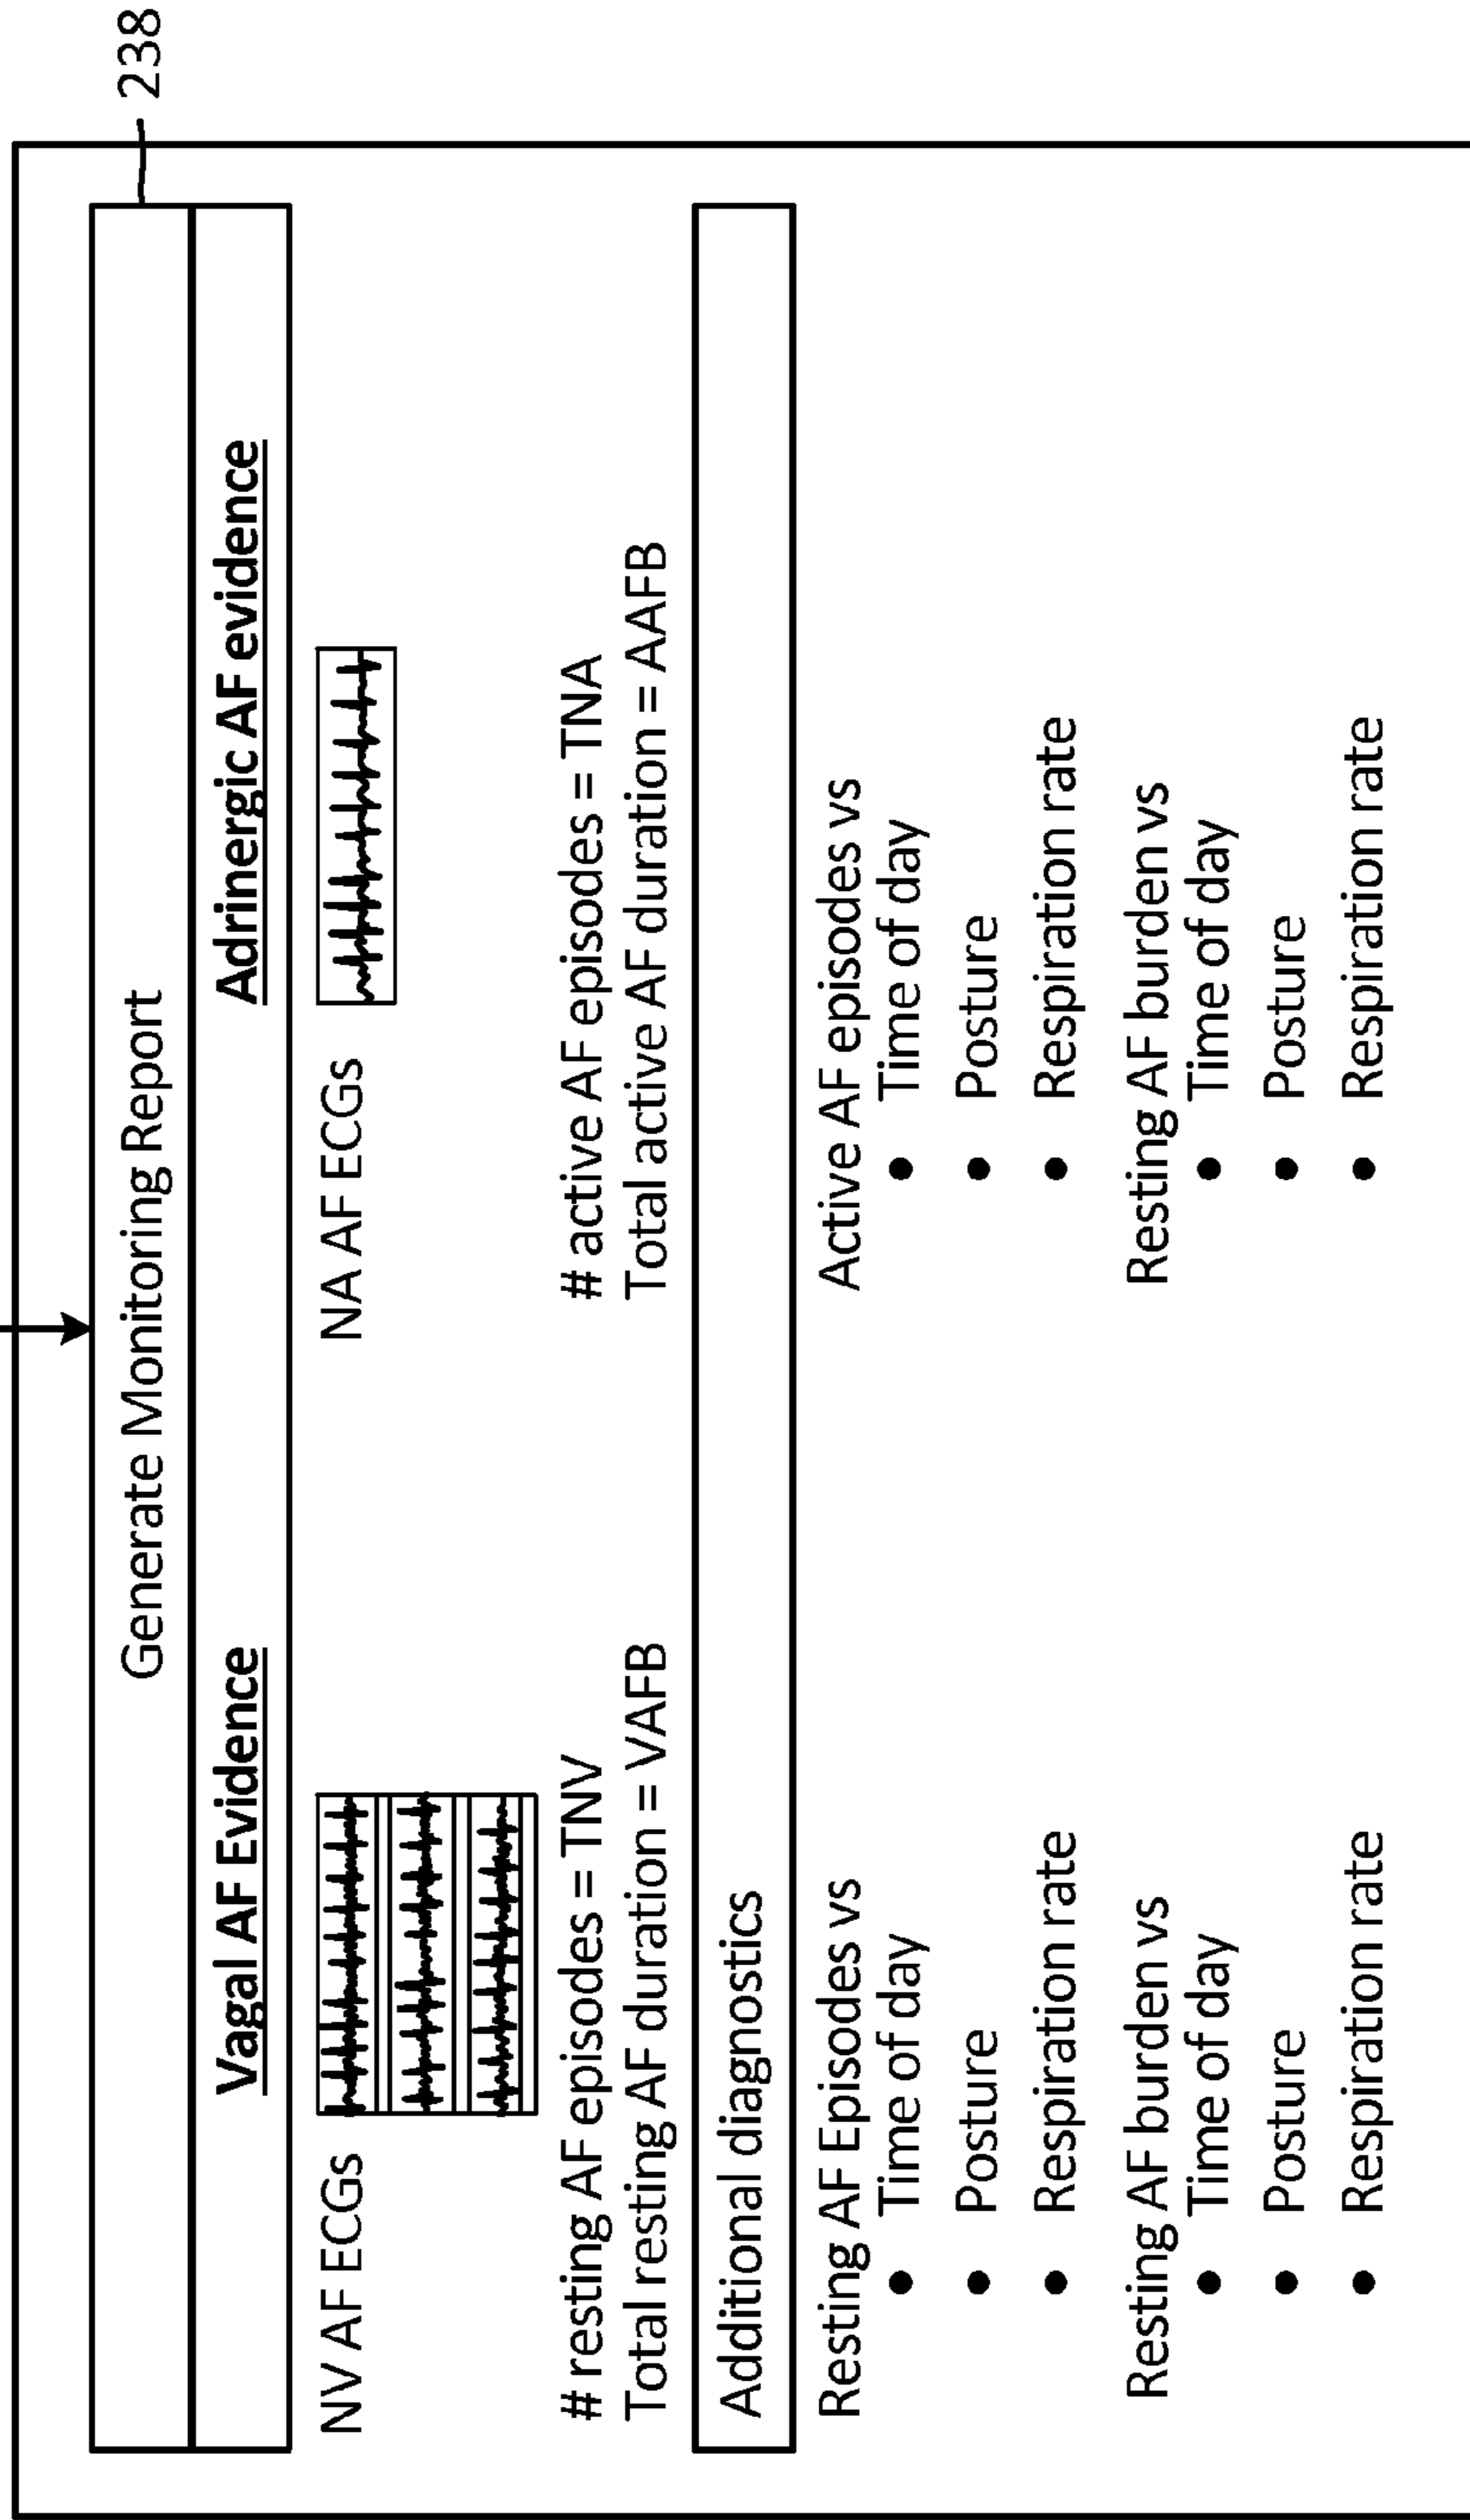 238
Generate Monitoring Report
Vagal AF Evidence
Adrinergic AF evidence
NV AF ECGs
NA AF ECGs
# resting AF episodes = TNV
Total resting AF duration = VAFB
# active AF episodes = TNA
Total active AF duration = AAFB
Additional diagnostics
Resting AF Episodes vs
• Time of day
• Posture
• Respiration rate
Resting AF burden vs
• Time of day
• Posture
• Respiration rate
Active AF episodes vs
• Time of day
• Posture
• Respiration rate
Resting AF burden vs
• Time of day
• Posture
• Respiration rate